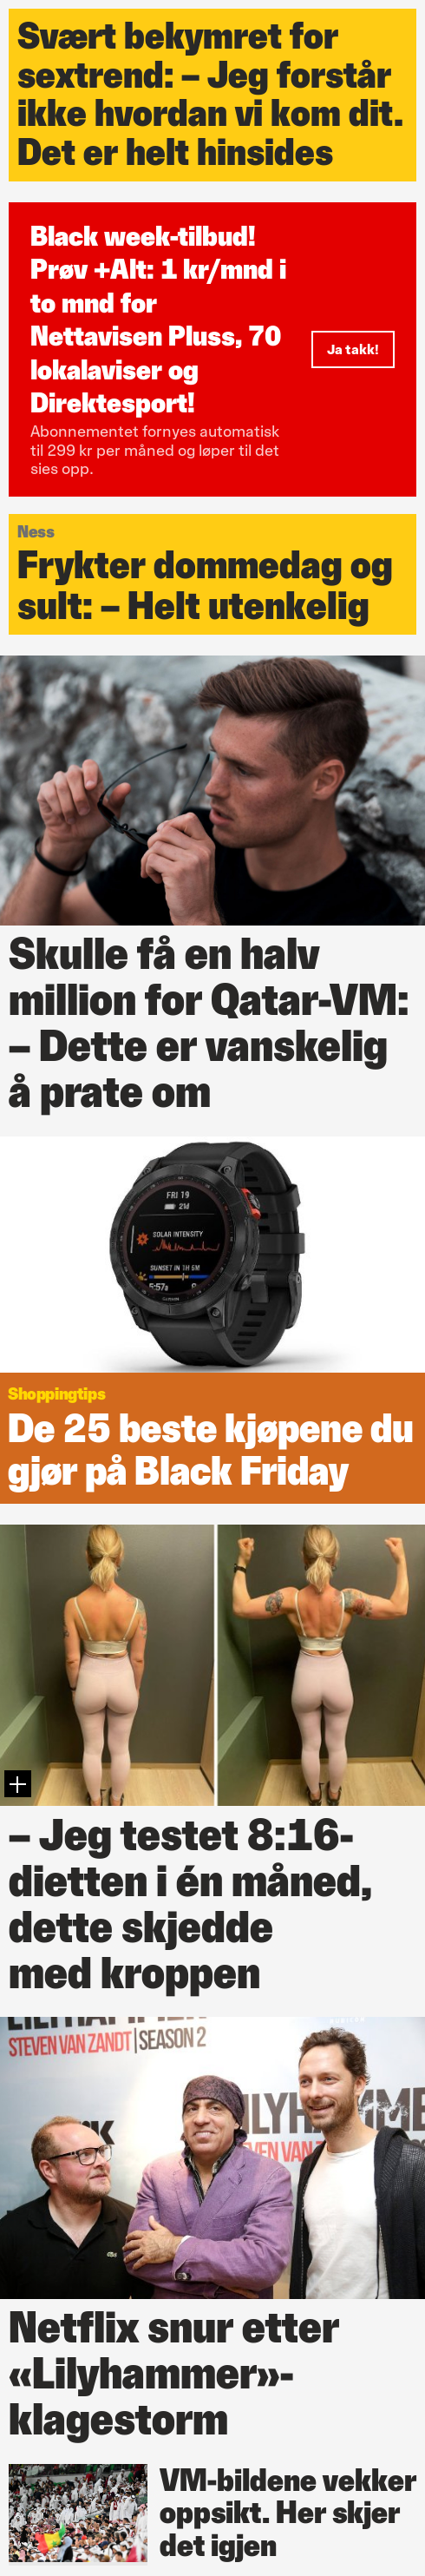 Svært bekymret for
sextrend: – Jeg forstår
ikke hvordan vi kom dit.
Det er helt hinsides
Black week-tilbud!
Prøv +Alt: 1 kr/mnd i
to mnd for
Nettavisen Pluss, 70
lokalaviser og
Direktesport!
Ja takk!
Abonnementet fornyes automatisk
til 299 kr per måned og løper til det
sies opp.
Ness
Frykter dommedag og
sult: – Helt utenkelig
Skulle få en halv
million for Qatar-VM:
– Dette er vanskelig
å prate om
FRI 19
2M
SOLAR INTENSITY
SUNSET IN 1H 6M
5:57
Shoppingtips
De 25 beste kjøpene du
gjør på Black Friday
– Jeg testet 8:16-
dietten i én måned,
dette skjedde
med kroppen
LILYHAMMER
STEVEN VAN ZANDT | SEASON 2
LILYHAMME
VEN VAN
Netflix snur etter
«Lilyhammer»-
klagestorm
VM-bildene vekker
oppsikt. Her skjer
det igjen